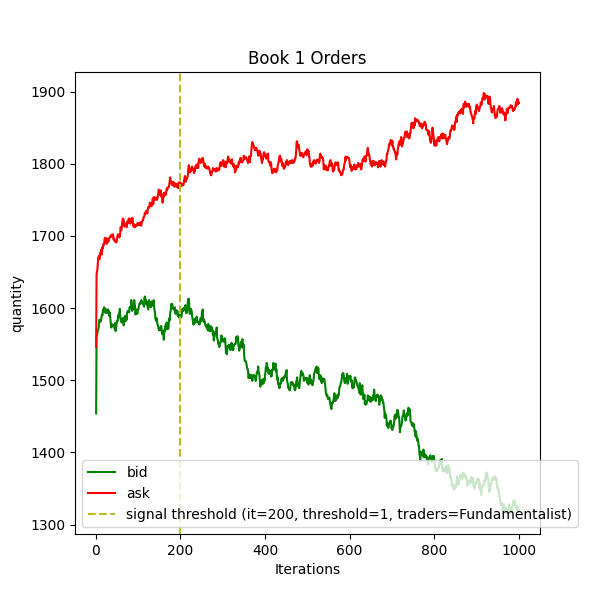 Book 1 Orders
quantity
1900
1800
1700
1600
1500
1400
1300
bid
ask
signal threshold (it=200, threshold=1, traders=Fundamentalist)
0 200 400 600 800 1000
Iterations